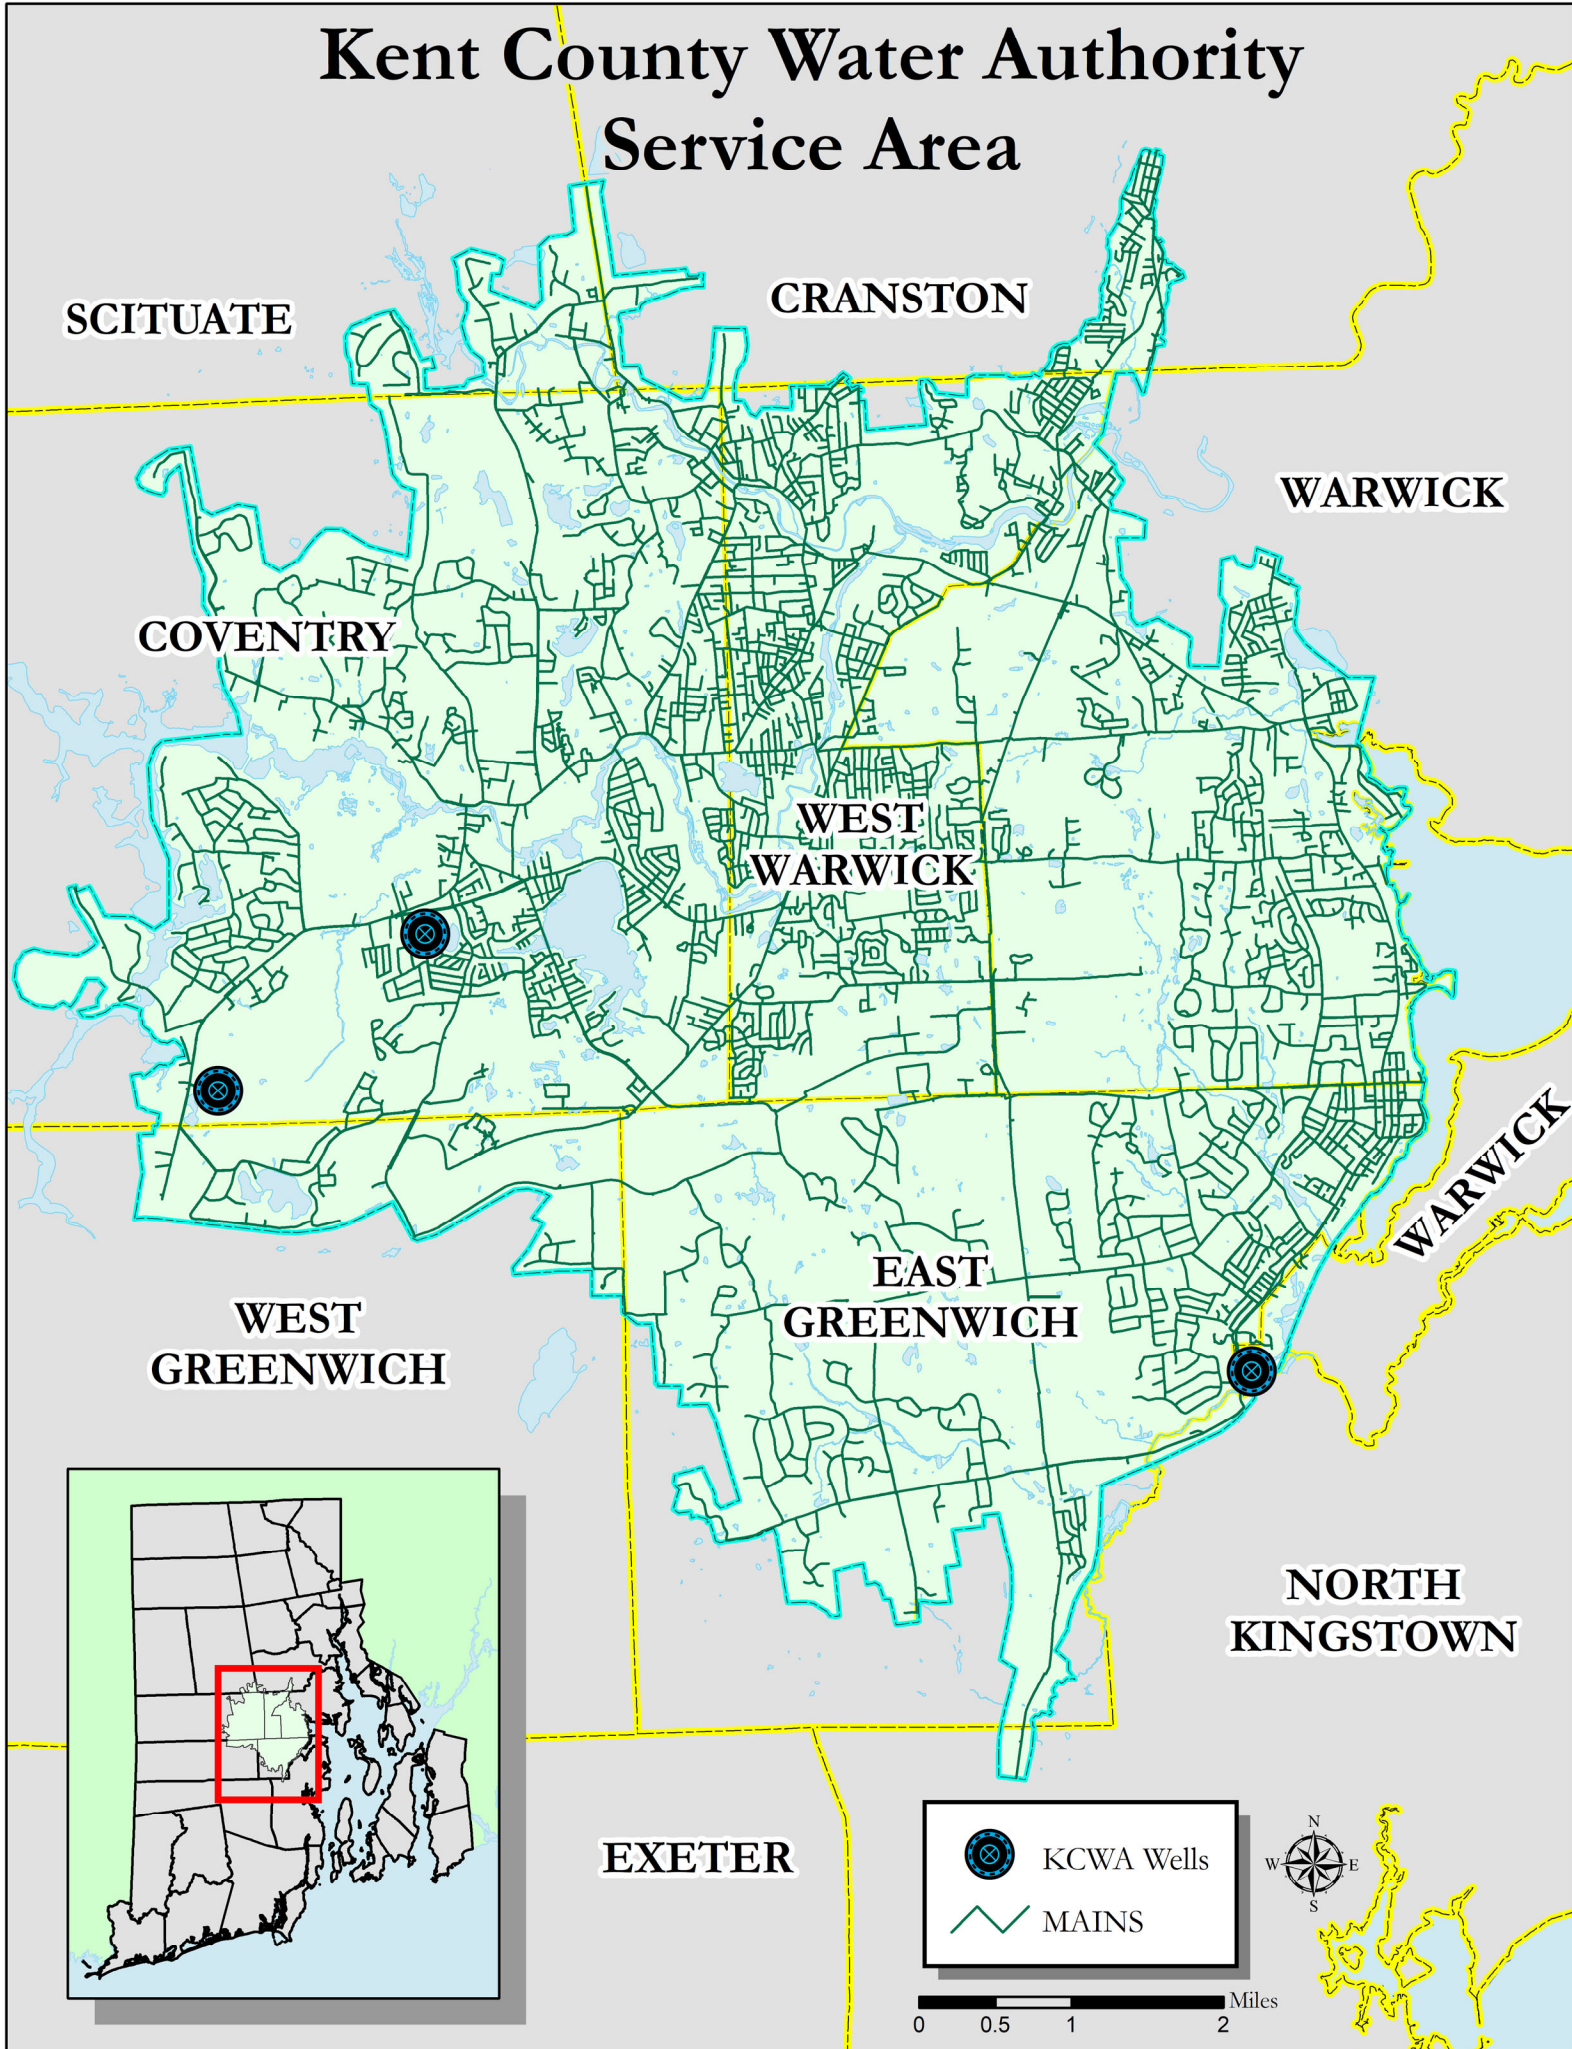 Kent County Water Authority
Service Area
SCITUATE
CRANSTON
WARWICK
COVENTRY
WEST
WARWICK
WARWICK
EAST
GREENWICH
WEST
GREENWICH
NORTH
KINGSTOWN
EXETER
KCWA Wells
MAINS
N
W E
S
Miles
0 0.5 1 2